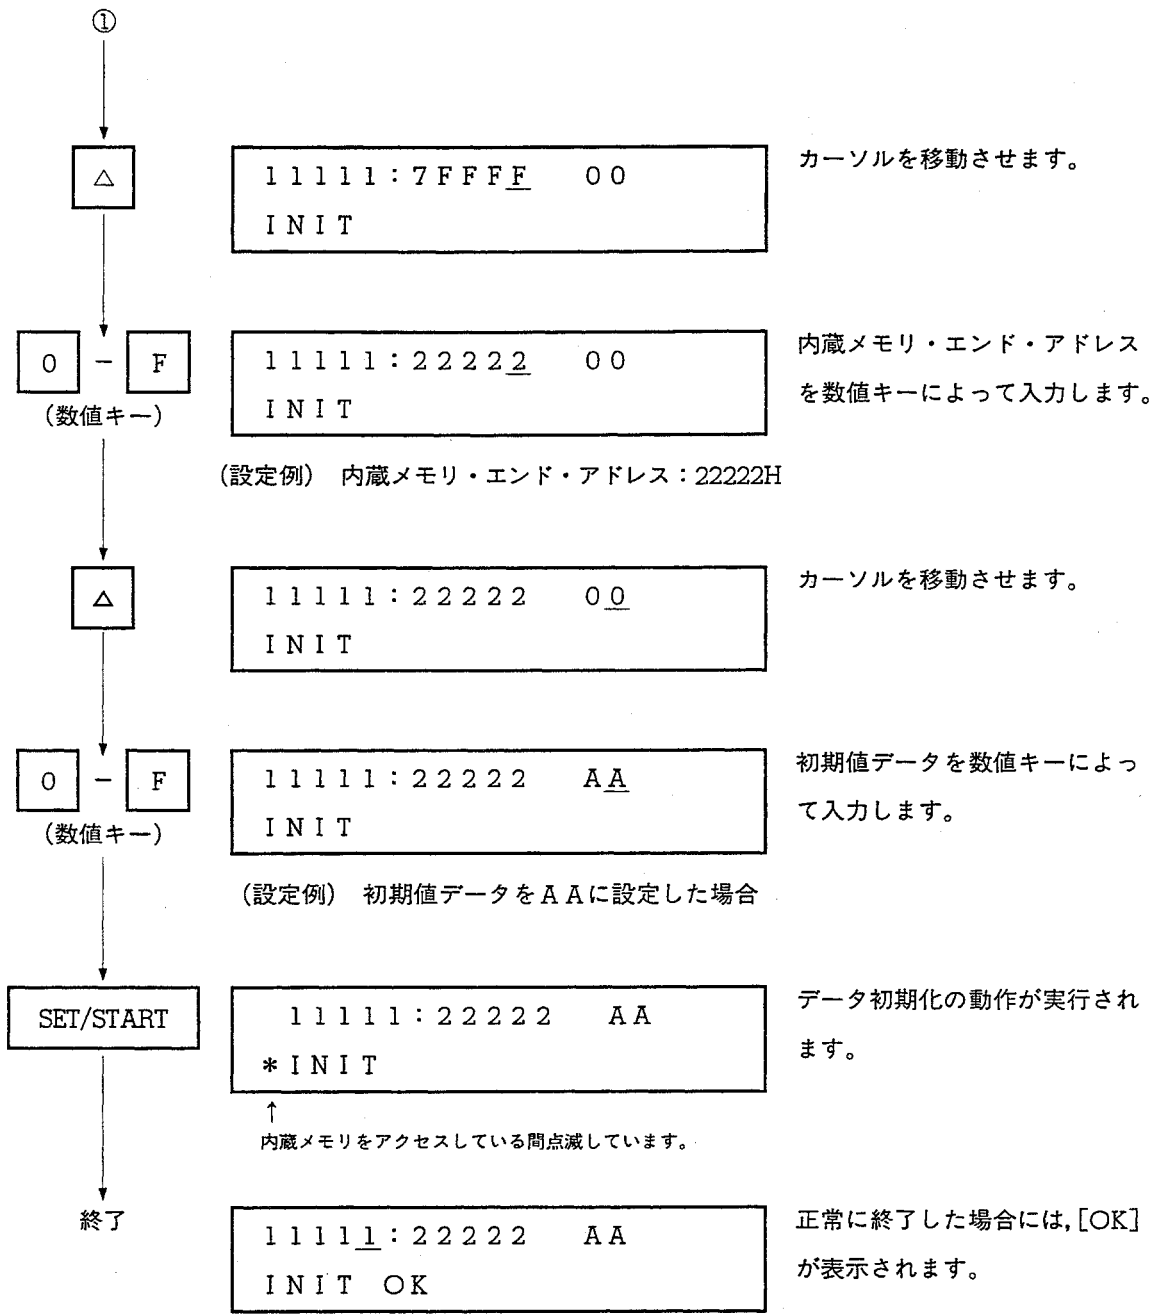 ①
△
11111:7FFFF 00
INIT
カーソルを移動させます。
0 - F
(数値キー)
11111:22222 00
INIT
内蔵メモリ・エンド・アドレス
を数値キーによって入力します。
(設定例) 内蔵メモリ・エンド・アドレス:22222H
△
11111:22222 00
INIT
カーソルを移動させます。
0 - F
(数値キー)
11111:22222 AA
INIT
初期値データを数値キーによっ
て入力します。
(設定例) 初期値データをAAに設定した場合
SET/START
11111:22222 AA
*INIT
データ初期化の動作が実行され
ます。
↑
内蔵メモリをアクセスしている間点滅しています。
終了
11111:22222 AA
INIT OK
正常に終了した場合には,[OK]
が表示されます。